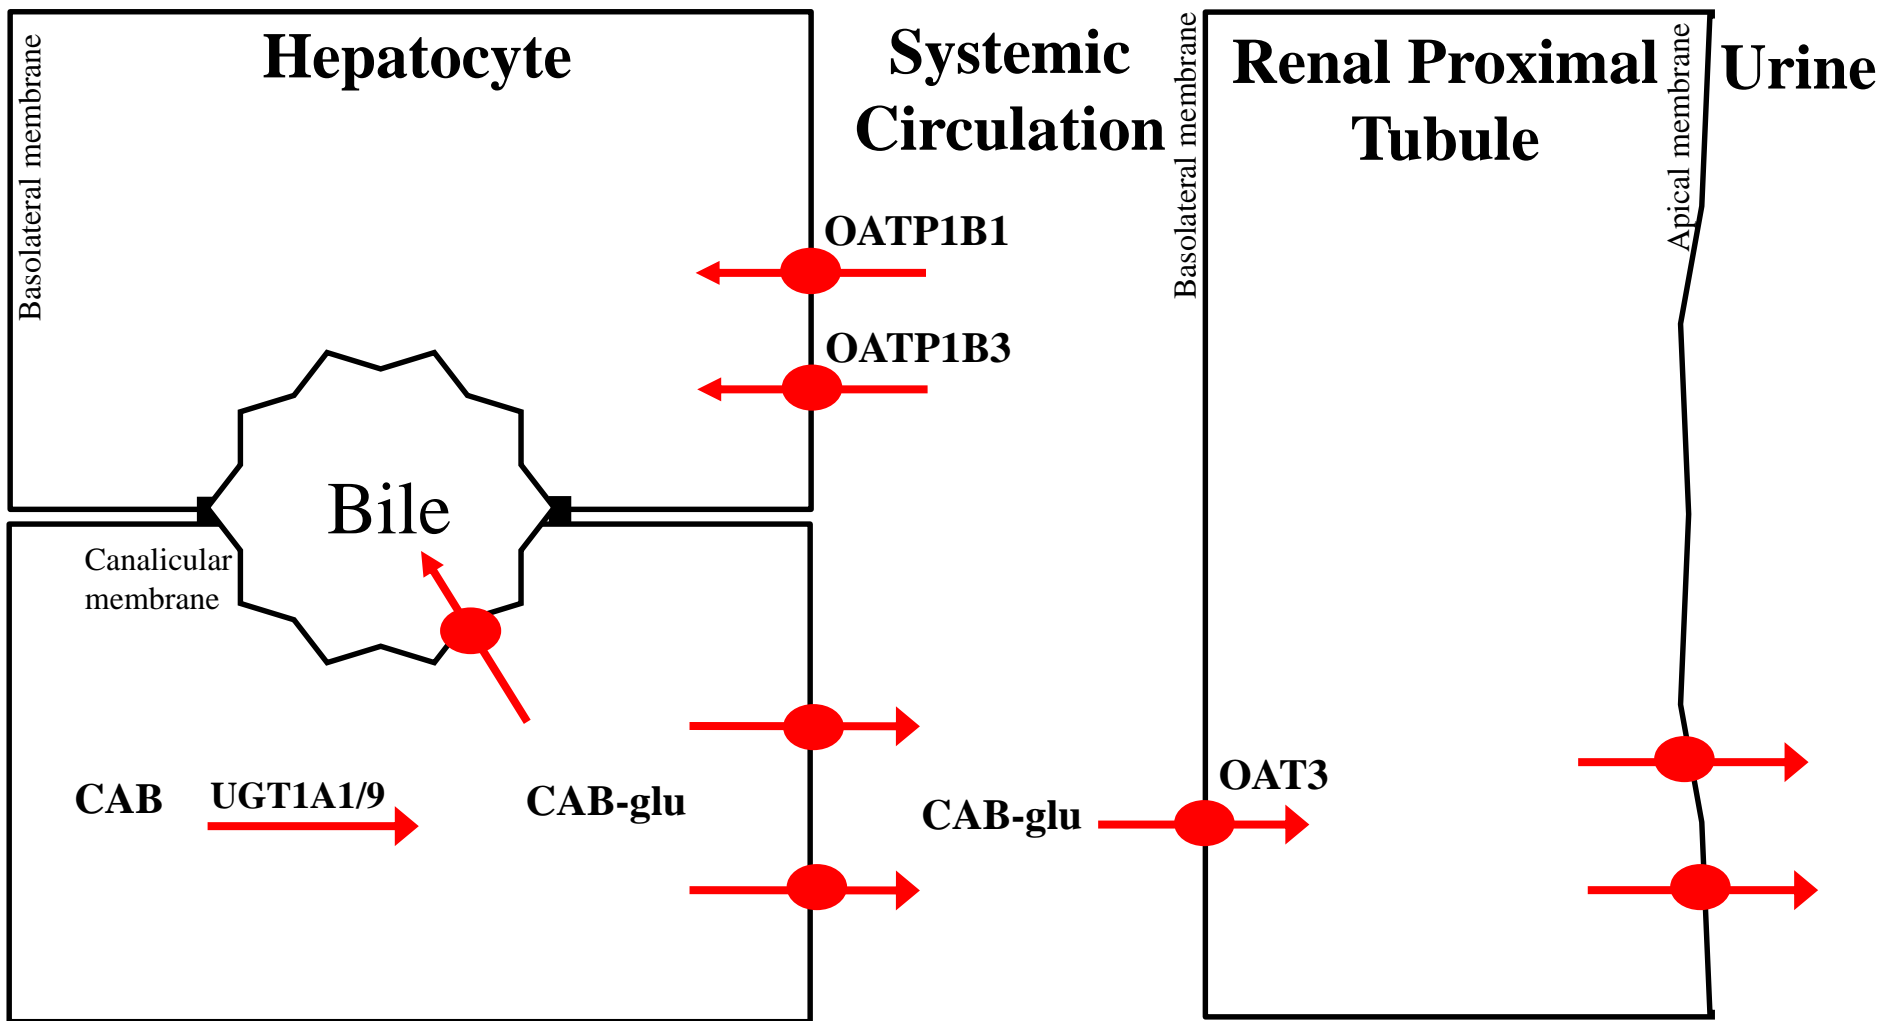 Basolateral membrane
Hepatocyte
Systemic
Circulation
Basolateral membrane
Renal Proximal
Tubule
Apical membrane
Urine
OATP1B1
OATP1B3
Bile
Canalicular
membrane
CAB
UGT1A1/9
CAB-glu
CAB-glu
OAT3